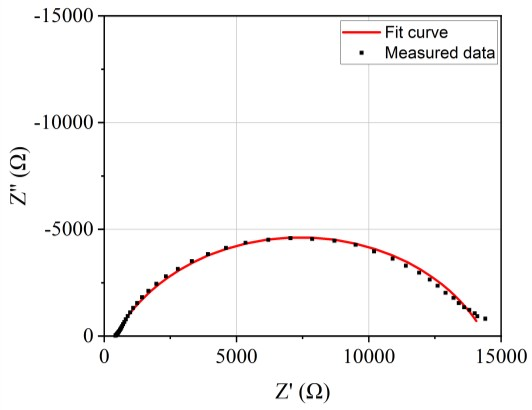 -15000
Fit curve
Measured data
-10000
Z'' (Ω)
-5000
0
0 5000 10000 15000
Z' (Ω)